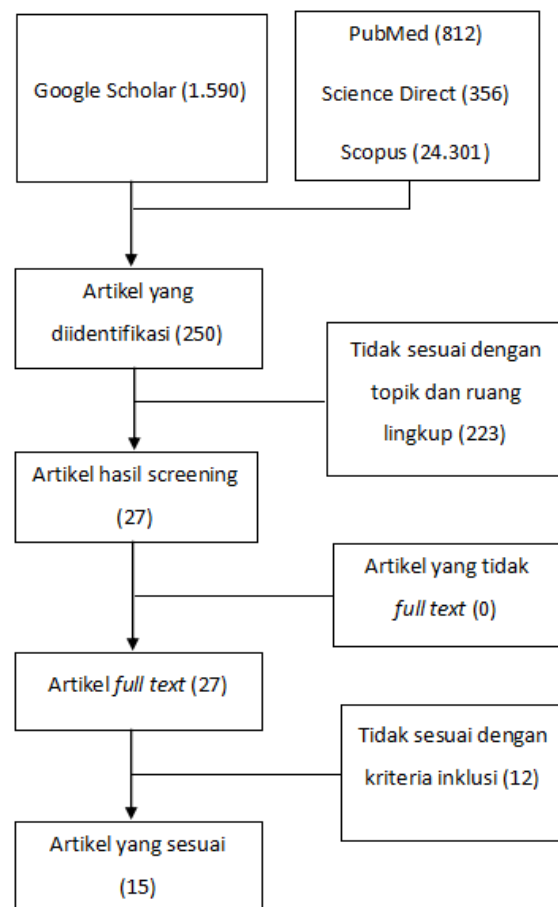 Google Scholar (1.590)
PubMed (812)
Science Direct (356)
Scopus (24.301)
Artikel yang
diidentifikasi (250)
Tidak sesuai dengan
topik dan ruang
lingkup (223)
Artikel hasil screening
(27)
Artikel yang tidak
full text (0)
Artikel full text (27)
Tidak sesuai dengan
kriteria inklusi (12)
Artikel yang sesuai
(15)